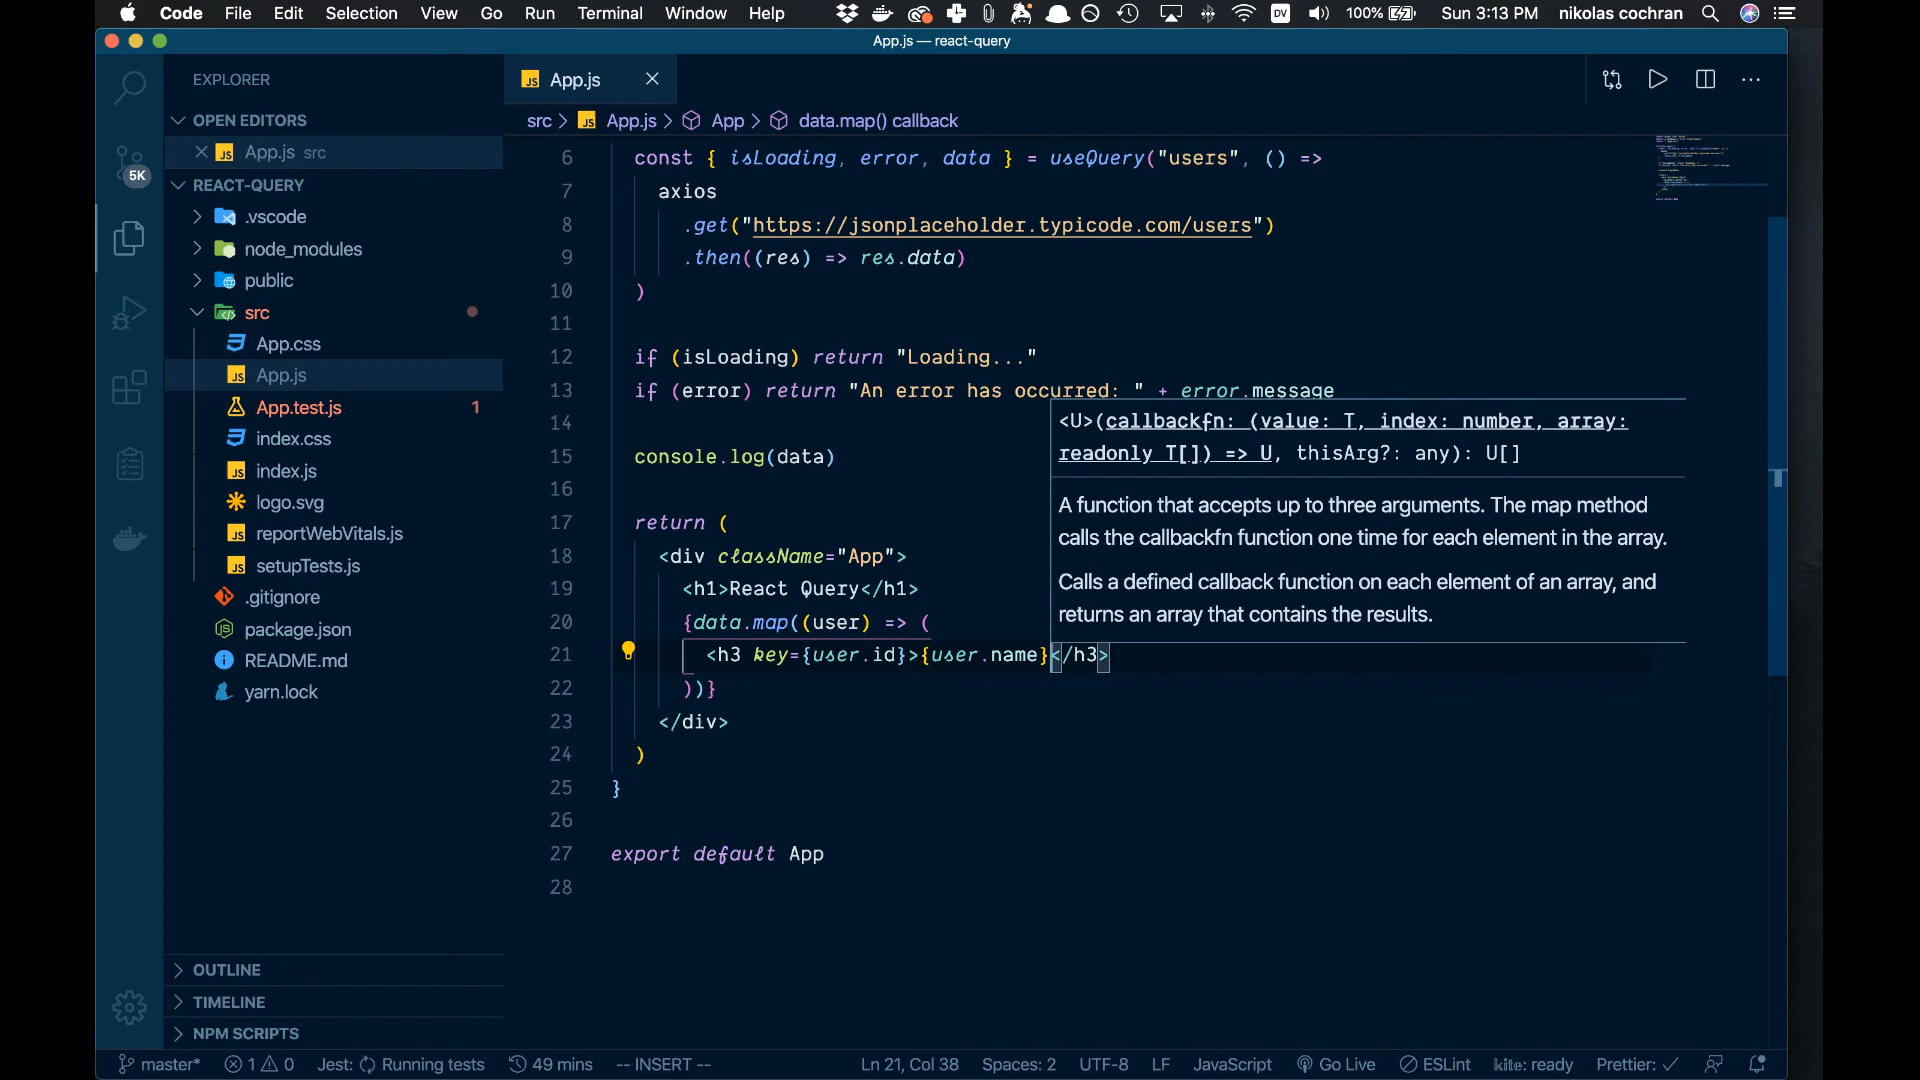 Code File Edit Selection View Go Run Terminal Window Help DV 100% Sun 3:13 PM nikolas cochran
App.js — react-query
EXPLORER
OPEN EDITORS
App.js src
5K
REACT-QUERY
.vscode
node_modules
public
src
App.css
App.js
App.test.js 1
index.css
index.js
logo.svg
reportWebVitals.js
setupTests.js
.gitignore
package.json
README.md
yarn.lock
OUTLINE
TIMELINE
NPM SCRIPTS
JS App.js
src > JS App.js > App > data.map() callback
6 const { isLoading, error, data } = useQuery("users", () =>
7 axios
8 .get("https://jsonplaceholder.typicode.com/users")
9 .then((res) => res.data)
10 )
11
12 if (isLoading) return "Loading..."
13 if (error) return "An error has occurred: " + error.message
14
15 console.log(data)
16
17 return (
18 <div className="App">
19 <h1>React Query</h1>
20 {data.map((user) => (
21 <h3 key={user.id}>{user.name}</h3>
22 ))}
23 </div>
24 )
25 }
26
27 export default App
28
<U>(callbackfn: (value: T, index: number, array:
readonly T[]) => U, thisArg?: any): U[]
A function that accepts up to three arguments. The map method
calls the callbackfn function one time for each element in the array.
Calls a defined callback function on each element of an array, and
returns an array that contains the results.
master* 1 0 Jest: Running tests 49 mins -- INSERT -- Ln 21, Col 38 Spaces: 2 UTF-8 LF JavaScript Go Live ESLint kite: ready Prettier: ✓